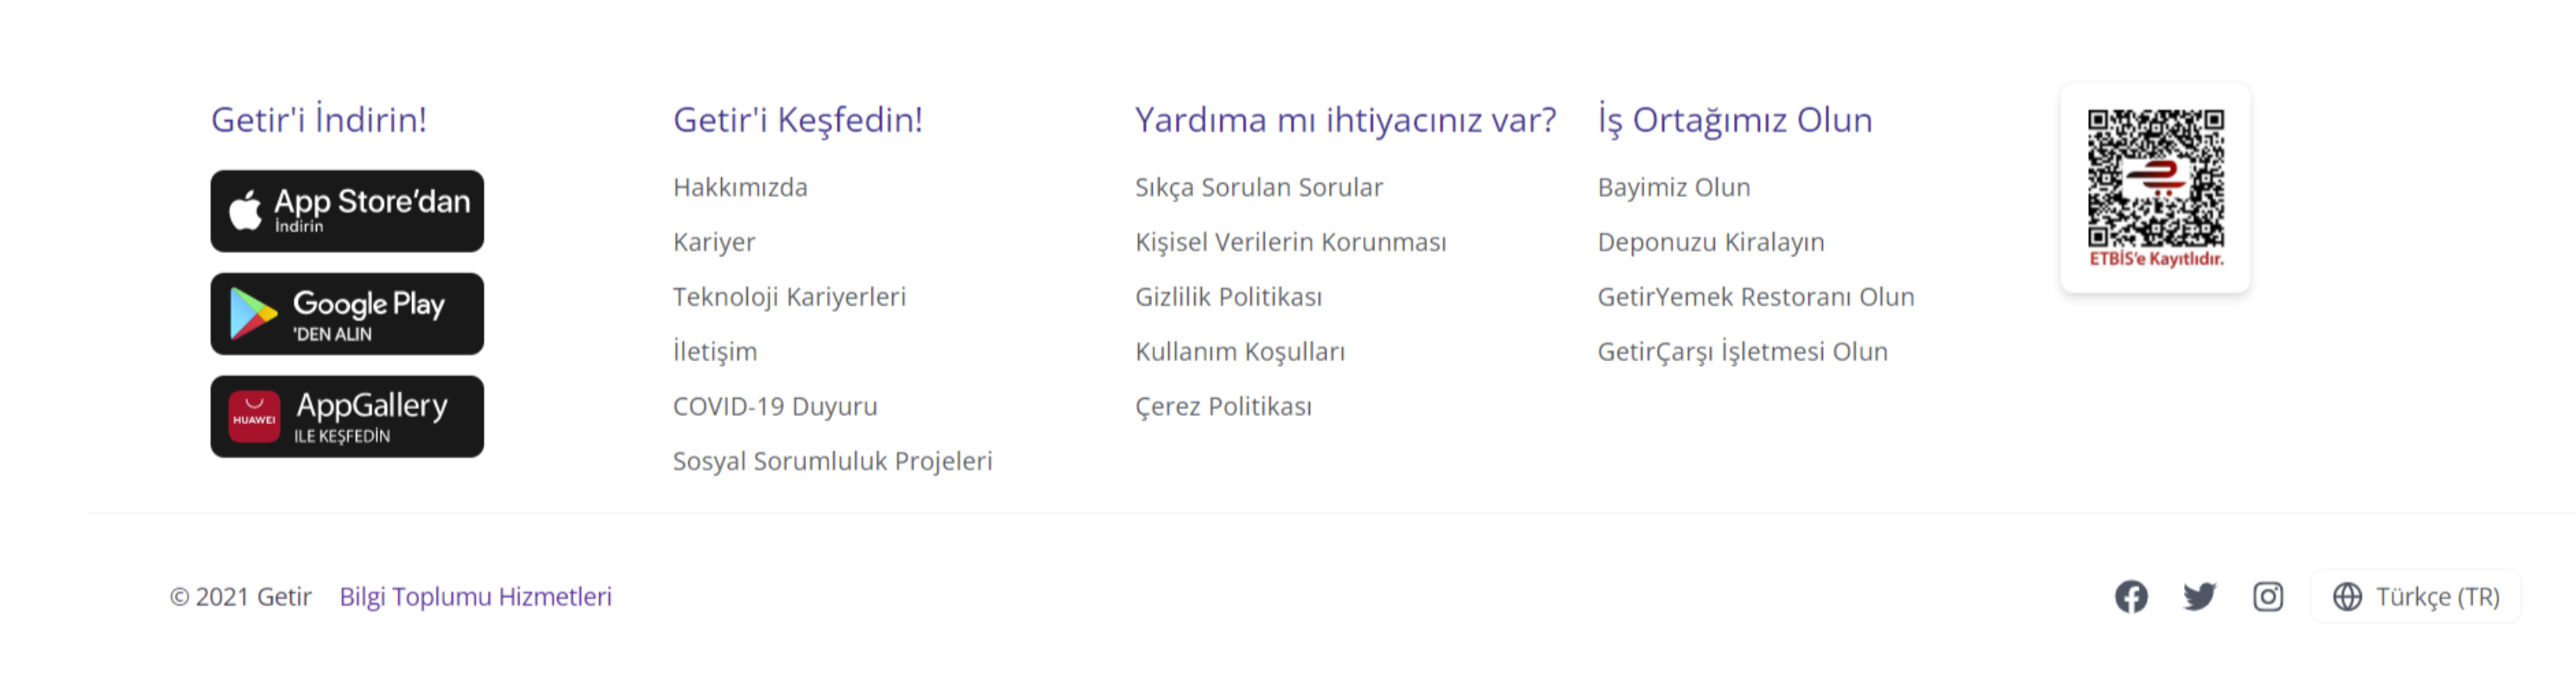 Getir'i İndirin!
App Store’dan
İndirin
Google Play
'DEN ALIN
HUAWEI
AppGallery
ILE KEŞFEDİN
Getir'i Keşfedin!
Hakkımızda
Kariyer
Teknoloji Kariyerleri
İletişim
COVID-19 Duyuru
Sosyal Sorumluluk Projeleri
Yardıma mı ihtiyacınız var?
Sıkça Sorulan Sorular
Kişisel Verilerin Korunması
Gizlilik Politikası
Kullanım Koşulları
Çerez Politikası
İş Ortağımız Olun
Bayimiz Olun
Deponuzu Kiralayın
GetirYemek Restoranı Olun
GetirÇarşı İşletmesi Olun
ETBİS’e Kayıtlıdır.
© 2021 Getir Bilgi Toplumu Hizmetleri
Türkçe (TR)